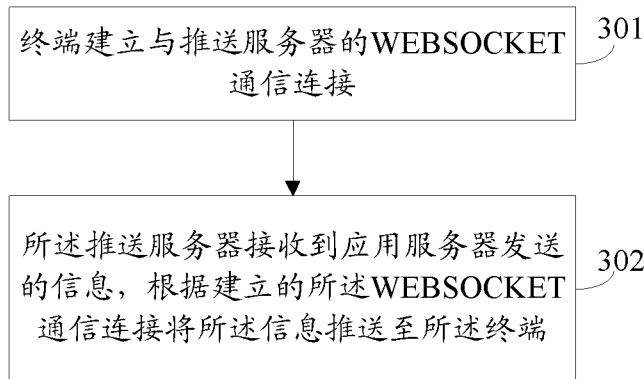 终端建立与推送服务器的WEBSOCKET
通信连接
301
所述推送服务器接收到应用服务器发送
的信息，根据建立的所述WEBSOCKET
通信连接将所述信息推送至所述终端
302